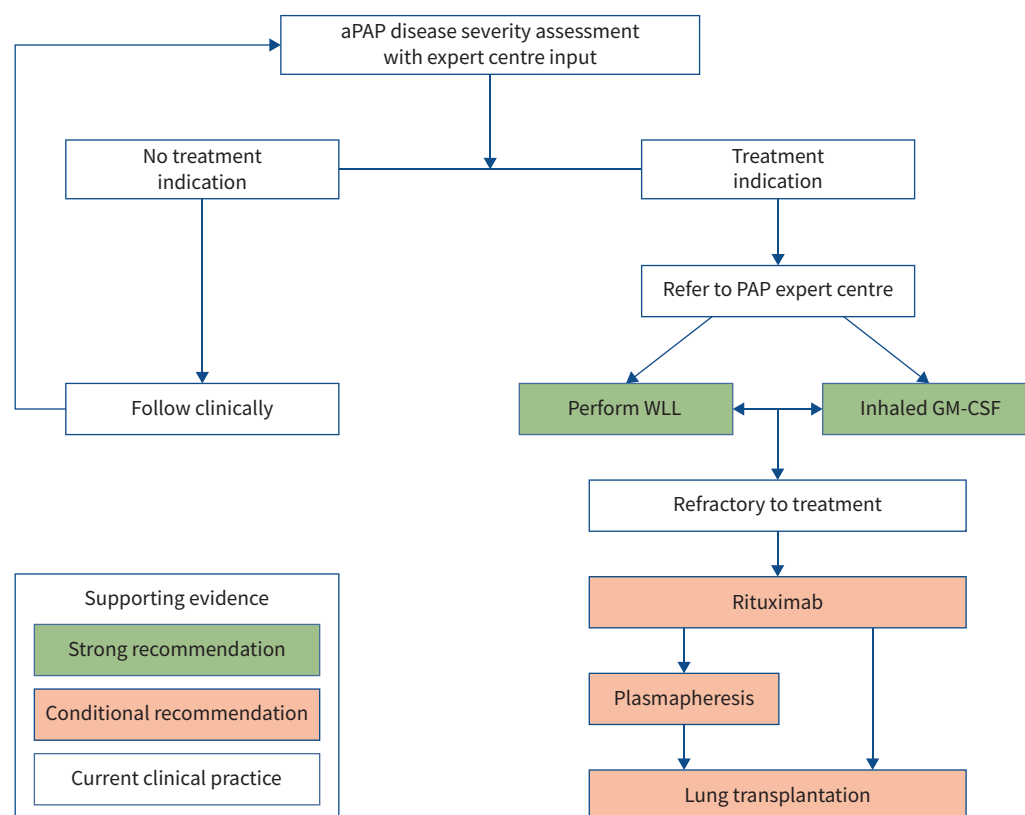 aPAP disease severity assessment
with expert centre input
No treatment
indication
Treatment
indication
Refer to PAP expert centre
Follow clinically
Perform WLL
Inhaled GM-CSF
Refractory to treatment
Rituximab
Plasmapheresis
Lung transplantation
Supporting evidence
Strong recommendation
Conditional recommendation
Current clinical practice